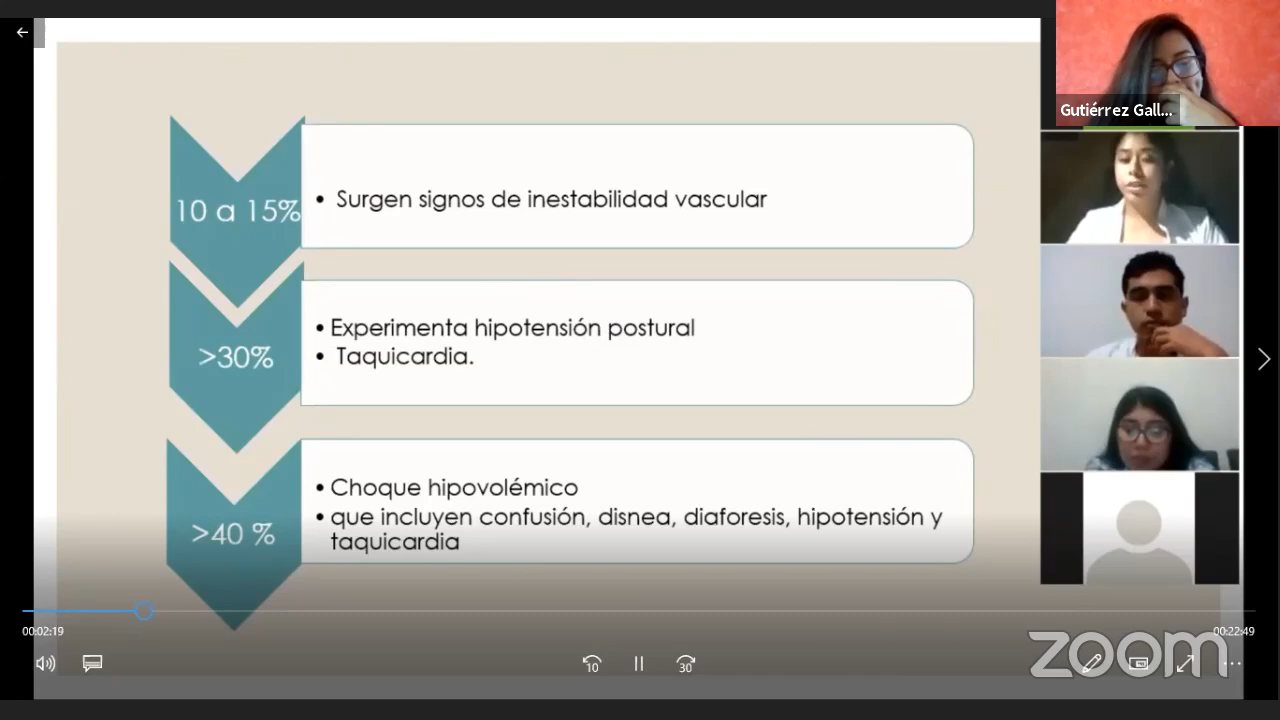 Gutiérrez Gall...
10 a 15%
• Surgen signos de inestabilidad vascular
>30%
• Experimenta hipotensión postural
• Taquicardia.
>40 %
• Choque hipovolémico
• que incluyen confusión, disnea, diaforesis, hipotensión y
taquicardia
00:02:19
00:22:49
10
30
zoom